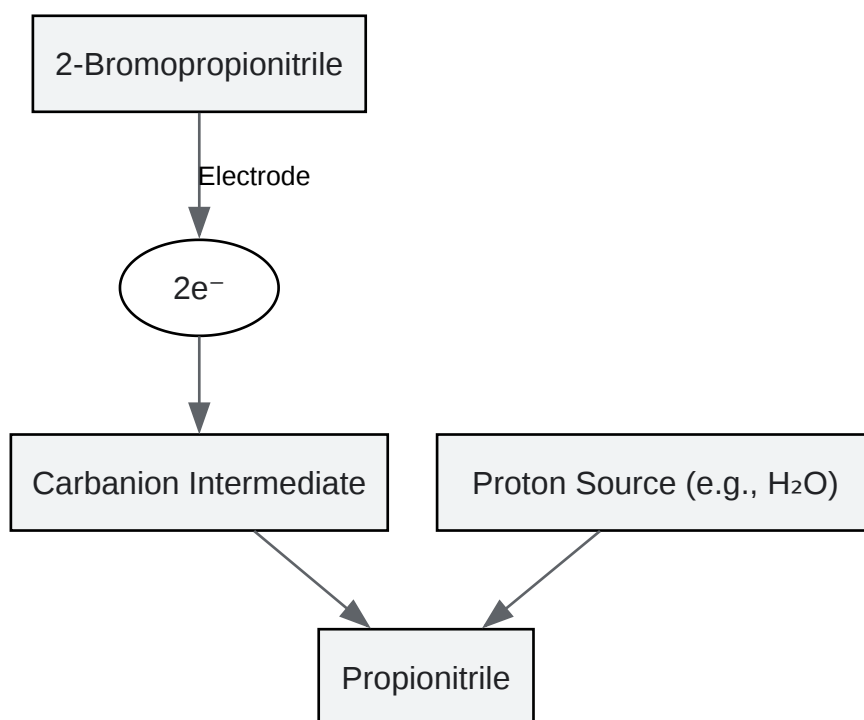 2-Bromopropionitrile
Electrode
2e⁻
Carbanion Intermediate
Proton Source (e.g., H₂O)
Propionitrile